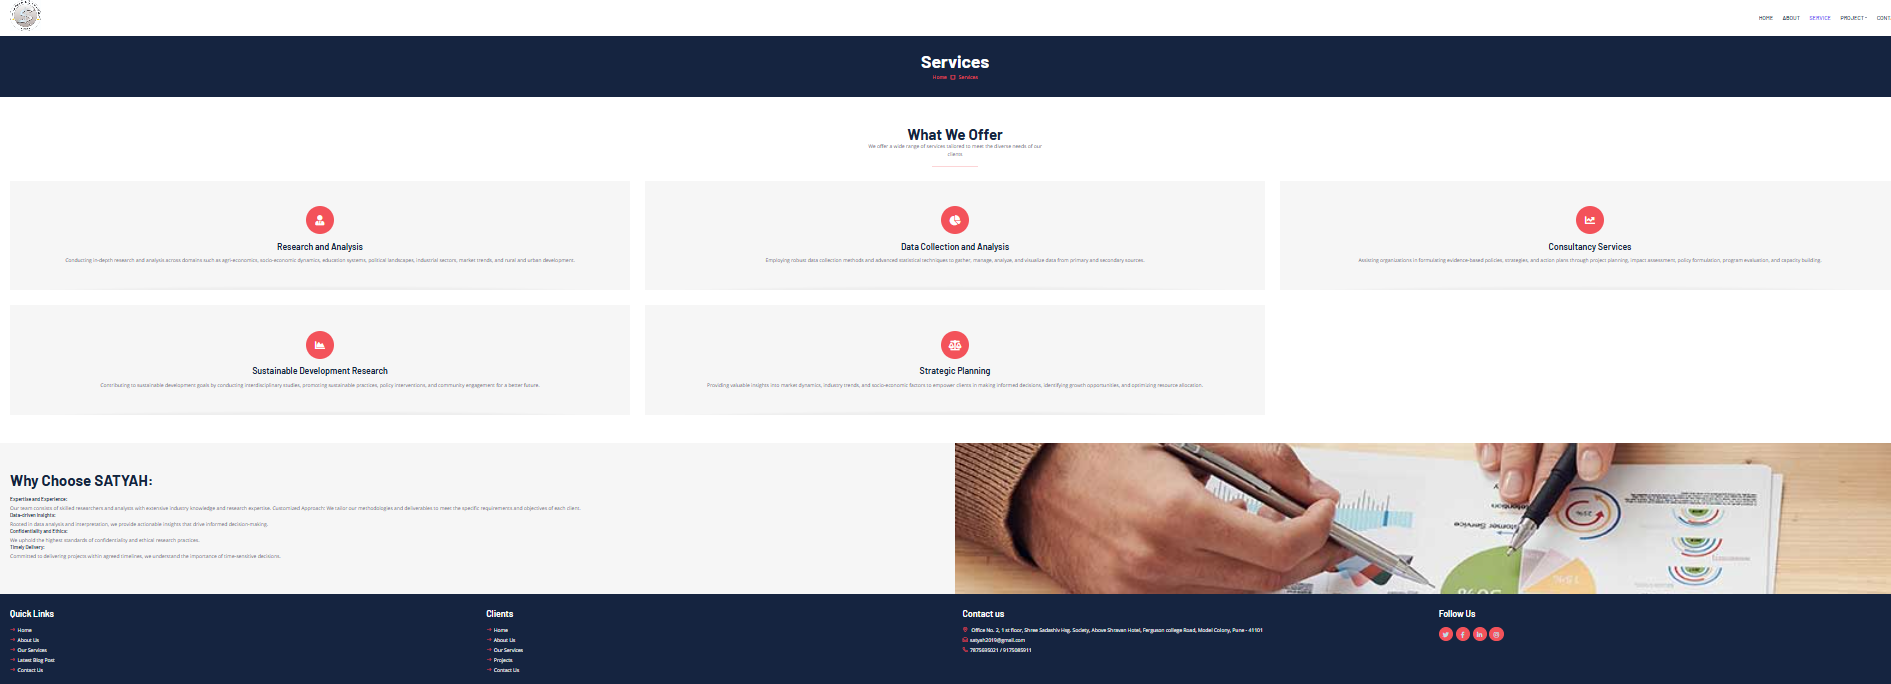 HOME ABOUT SERVICE PROJECT CONT
Services
Home Services
What We Offer
We offer a wide range of services tailored to meet the diverse needs of our
clients
Research and Analysis
Conducting in-depth research and analysis across domains such as agri-economics, socio-economic dynamics, education systems, political landscapes, industrial sectors, market trends, and rural and urban development.
Data Collection and Analysis
Employing robust data collection methods and advanced statistical techniques to gather, manage, analyze, and visualize data from primary and secondary sources.
Consultancy Services
Assisting organizations in formulating evidence-based policies, strategies, and action plans through project planning, impact assessment, policy formulation, program evaluation, and capacity building.
Sustainable Development Research
Contributing to sustainable development goals by conducting interdisciplinary studies, promoting sustainable practices, policy interventions, and community engagement for a better future.
Strategic Planning
Providing valuable insights into market dynamics, industry trends, and socio-economic factors to empower clients in making informed decisions, identifying growth opportunities, and optimizing resource allocation.
Why Choose SATYAH:
Expertise and Experience:
Our team consists of skilled researchers and analysts with extensive industry knowledge and research expertise. Customized Approach: We tailor our methodologies and deliverables to meet the specific requirements and objectives of each client.
Data-driven Insights:
Rooted in data analysis and interpretation, we provide actionable insights that drive informed decision-making.
Confidentiality and Ethics:
We uphold the highest standards of confidentiality and ethical research practices.
Timely Delivery:
Committed to delivering projects within agreed timelines, we understand the importance of time-sensitive decisions.
25%
15%
50%
Quick Links
Home
About Us
Our Services
Latest Blog Post
Contact Us
Clients
Home
About Us
Our Services
Projects
Contact Us
Contact us
Office No. 2, 1 st floor, Shree Sadashiv Hsg. Society, Above Shravan Hotel, Ferguson college Road, Model Colony, Pune - 41101
satyah2019@gmail.com
7875695021 / 9175085911
Follow Us